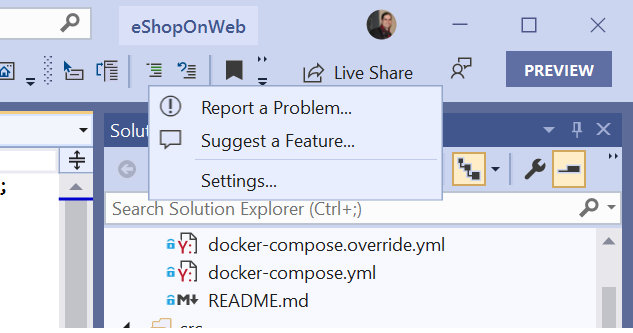 eShopOnWeb
Live Share
PREVIEW
Report a Problem...
Solu
Suggest a Feature...
;
Settings...
Search Solution Explorer (Ctrl+;)
Y: docker-compose.override.yml
Y: docker-compose.yml
M README.md
src